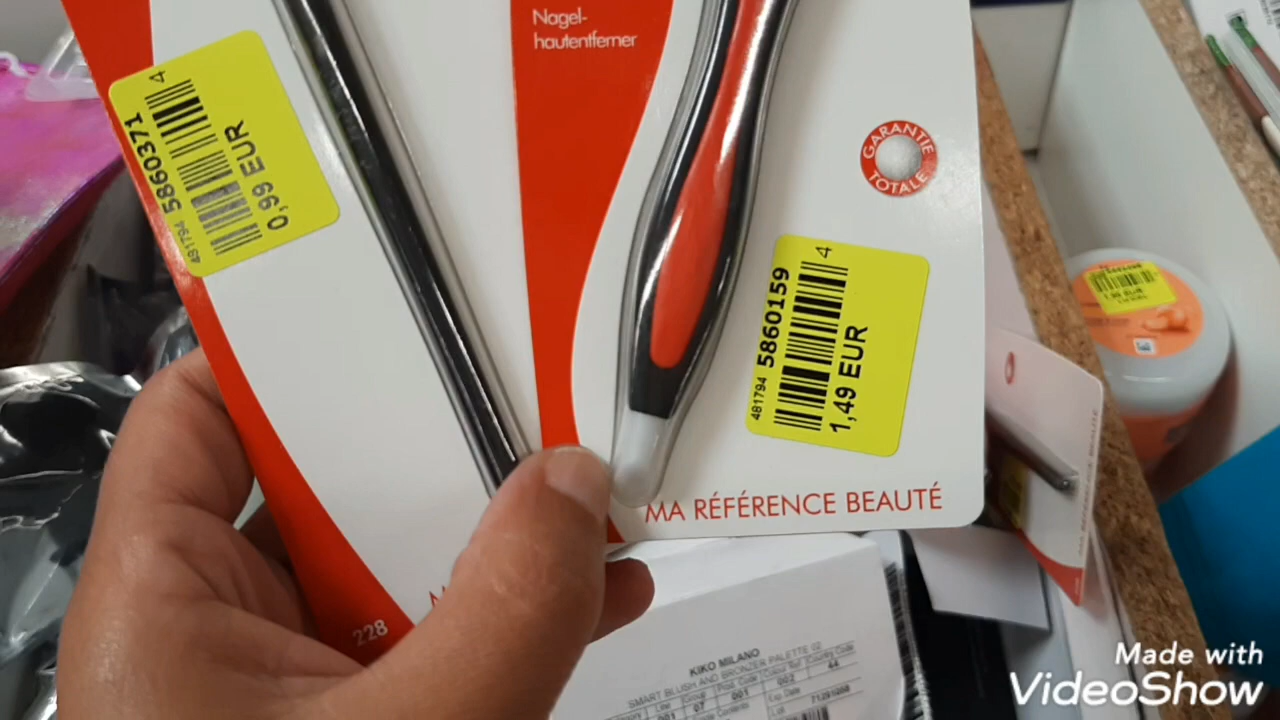 Nagel-
hautentferner
4
481794 5860371
0,99 EUR
GARANTIE
TOTALE
4
481794 5860159
1,49 EUR
MA RÉFÉRENCE BEAUTÉ
228
KIKO MILANO
SMART BLUSH AND BRONZER PALETTE 02
Made with
VideoShow